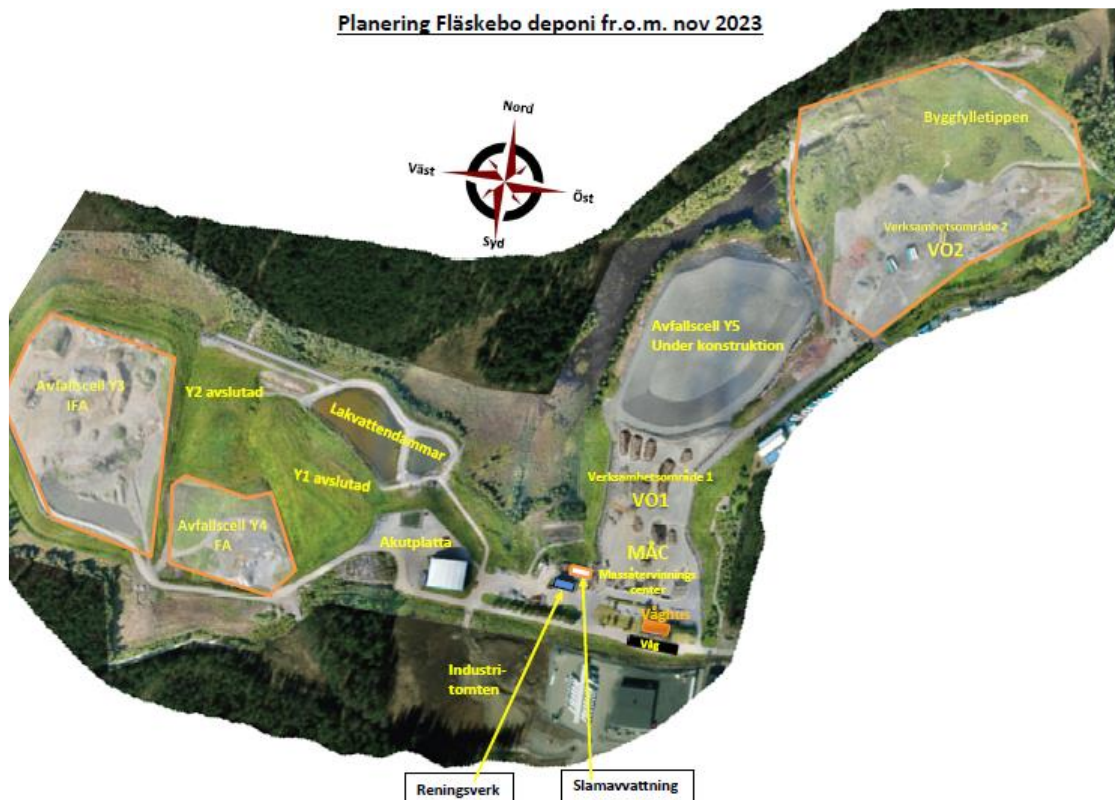 Planering Fläskebo deponi fr.o.m. nov 2023
Nord
Väst
Öst
Syd
Byggfylletippen
Verksamhetsområde 2
VO2
Avfallscell Y5
Under konstruktion
Avfallscell Y3
IFA
Y2 avslutad
Lakvattendammar
Y1 avslutad
Verksamhetsområde 1
VO1
Avfallscell Y4
FA
Akutplatta
MÅC
Massåtervinnings
center
Våghus
Våg
Industri-
tomten
Reningsverk
Slamavvattning